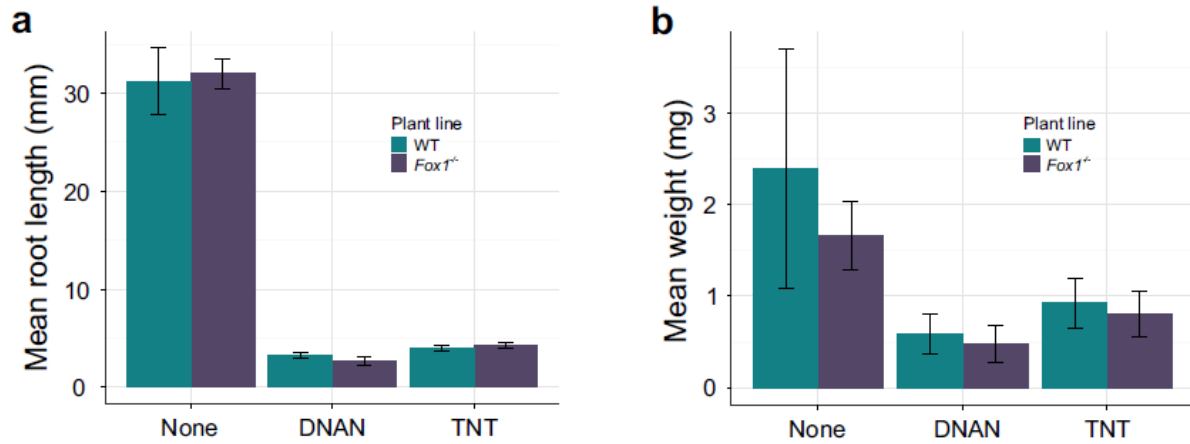 a
Mean root length (mm)
30
20
10
0
Plant line
WT
Fox1⁻/⁻
None DNAN TNT
b
Mean weight (mg)
3
2
1
0
Plant line
WT
Fox1⁻/⁻
None DNAN TNT